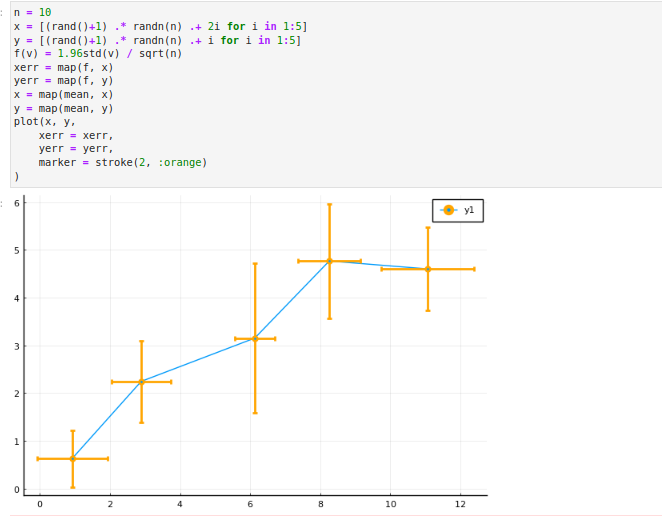 n = 10
x = [(rand()+1) .* randn(n) .+ 2i for i in 1:5]
y = [(rand()+1) .* randn(n) .+ i for i in 1:5]
f(v) = 1.96std(v) / sqrt(n)
xerr = map(f, x)
yerr = map(f, y)
x = map(mean, x)
y = map(mean, y)
plot(x, y,
    xerr = xerr,
    yerr = yerr,
    marker = stroke(2, :orange)
)
y1
6
5
4
3
2
1
0
0 2 4 6 8 10 12